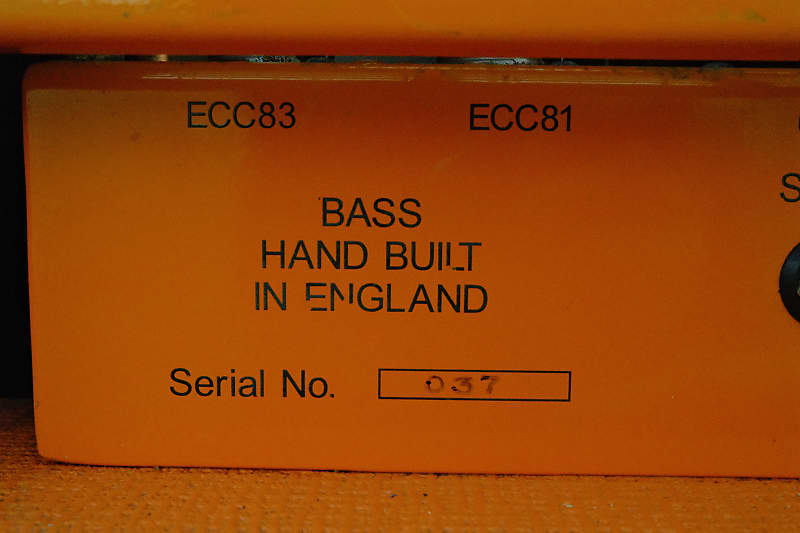 ECC83 ECC81
BASS
HAND BUILT
IN ENGLAND
Serial No. 037
S